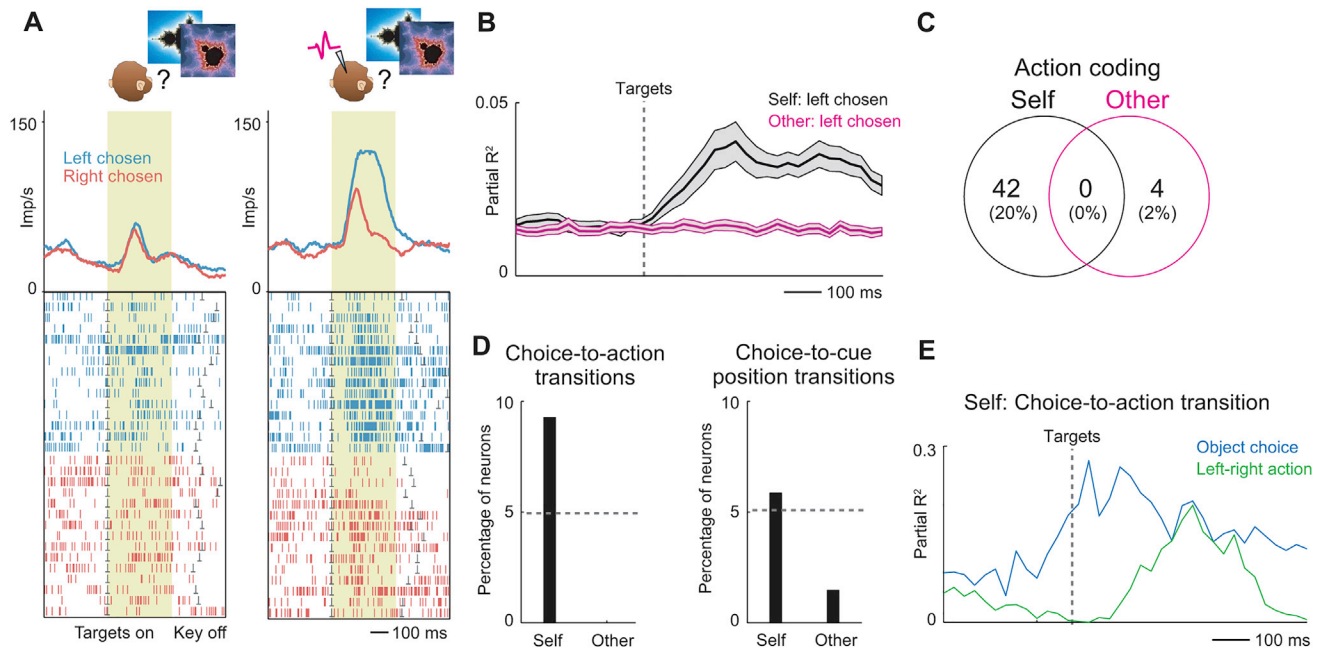 A
?
?
150
150
Left chosen
Right chosen
Imp/s
Imp/s
0
0
Targets on
Key off
100 ms
B
Targets
0.05
Self: left chosen
Other: left chosen
Partial R²
0
100 ms
C
Action coding
Self
Other
42
(20%)
0
(0%)
4
(2%)
D
Choice-to-action
transitions
10
Percentage of neurons
5
0
Self
Other
Choice-to-cue
position transitions
10
Percentage of neurons
5
0
Self
Other
E
Self: Choice-to-action transition
Targets
0.3
Object choice
Left-right action
Partial R²
0
100 ms